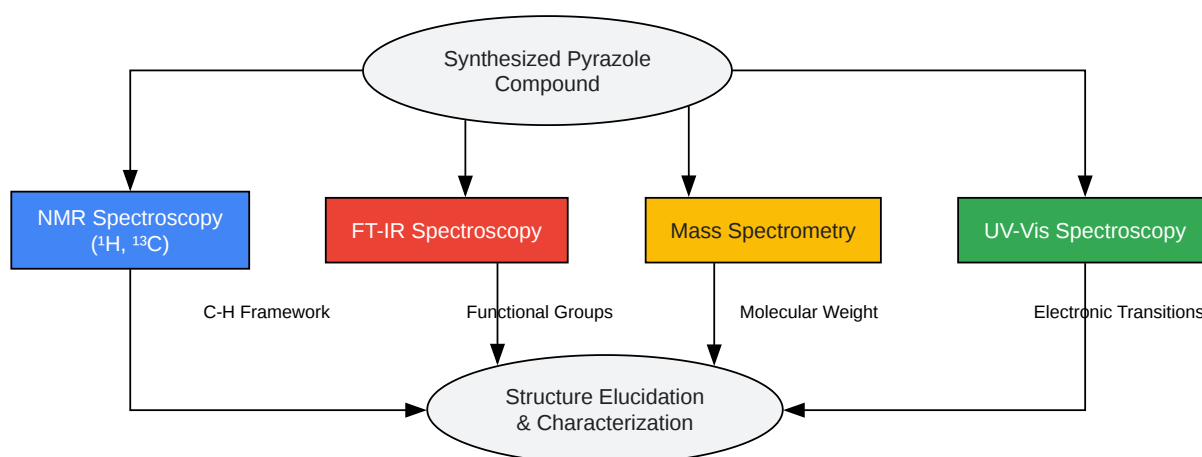 Synthesized Pyrazole
Compound
NMR Spectroscopy
(¹H, ¹³C)
FT-IR Spectroscopy
Mass Spectrometry
UV-Vis Spectroscopy
C-H Framework
Functional Groups
Molecular Weight
Electronic Transitions
Structure Elucidation
& Characterization